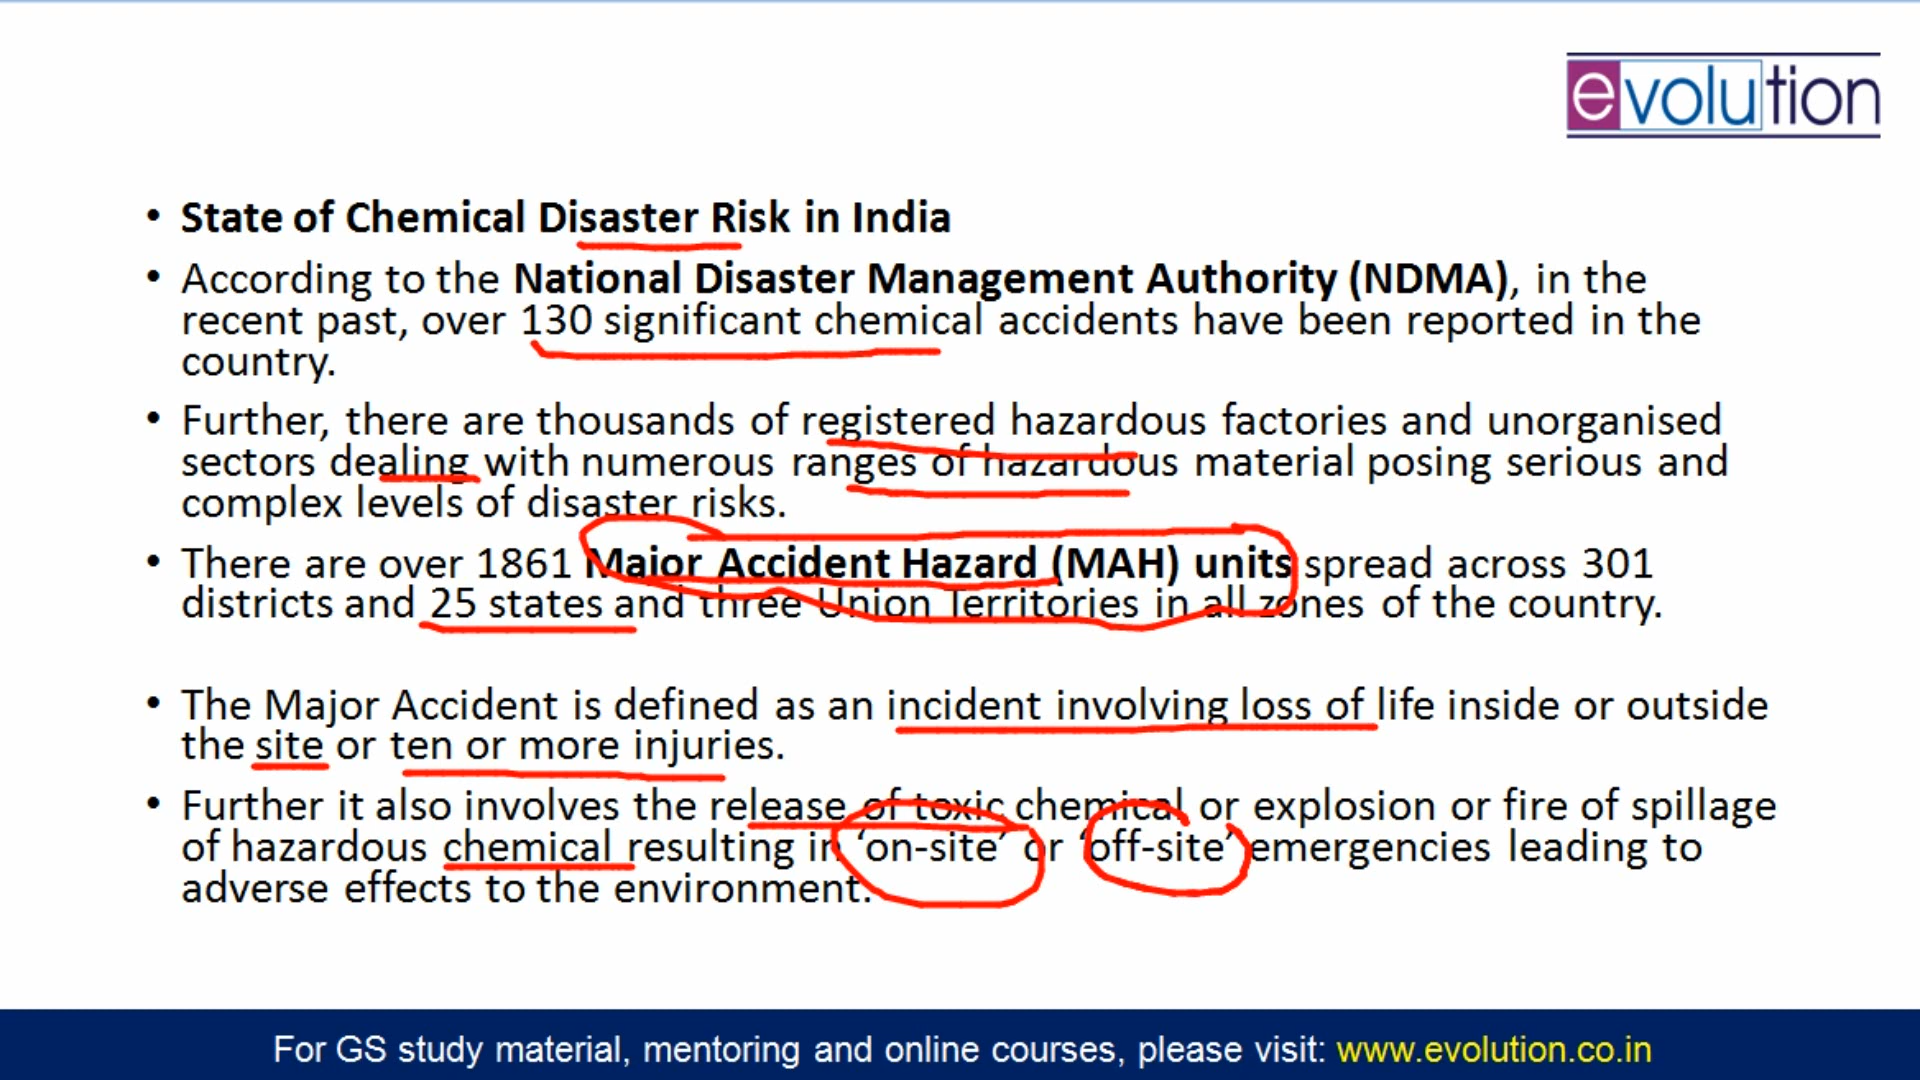 evolution
• State of Chemical Disaster Risk in India
• According to the National Disaster Management Authority (NDMA), in the
recent past, over 130 significant chemical accidents have been reported in the
country.
• Further, there are thousands of registered hazardous factories and unorganised
sectors dealing with numerous ranges of hazardous material posing serious and
complex levels of disaster risks.
• There are over 1861 Major Accident Hazard (MAH) units spread across 301
districts and 25 states and three Union Territories in all zones of the country.
• The Major Accident is defined as an incident involving loss of life inside or outside
the site or ten or more injuries.
• Further it also involves the release of toxic chemical or explosion or fire of spillage
of hazardous chemical resulting in ‘on-site’ or ‘off-site’ emergencies leading to
adverse effects to the environment.
For GS study material, mentoring and online courses, please visit: www.evolution.co.in